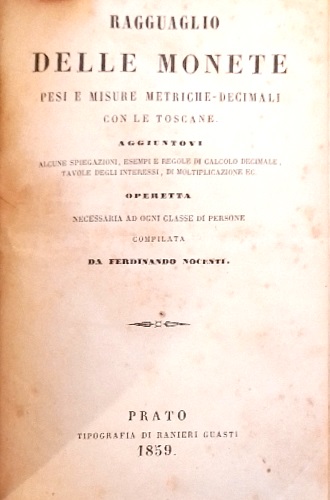 RAGGUAGLIO
DELLE MONETE
PESI E MISURE METRICHE-DECIMALI
CON LE TOSCANE.
AGGIUNTOVI
ALCUNE SPIEGAZIONI, ESEMPI E REGOLE DI CALCOLO DECIMALE,
TAVOLE DEGLI INTERESSI, DI MOLTIPLICAZIONE EC.
OPERETTA
NECESSARIA AD OGNI CLASSE DI PERSONE
COMPILATA
DA FERDINANDO NOCENTI.
PRATO
TIPOGRAFIA DI RANIERI GUASTI
1859.